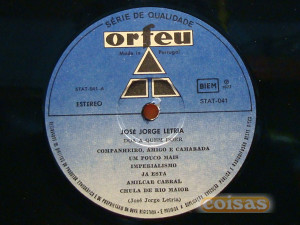 SÉRIE DE QUALIDADE
orfeu
Made in Portugal
STAT-041 A
BIEM
ESTEREO
STAT-041
JOSÉ JORGE LETRIA
COMPANHEIRO, AMIGO E CAMARADA
UM POUCO MAIS
IMPERIALISMO
JÁ ESTÁ
AMILCAR CABRAL
CHULA DE RIO MAIOR
(José Jorge Letria)
coisas